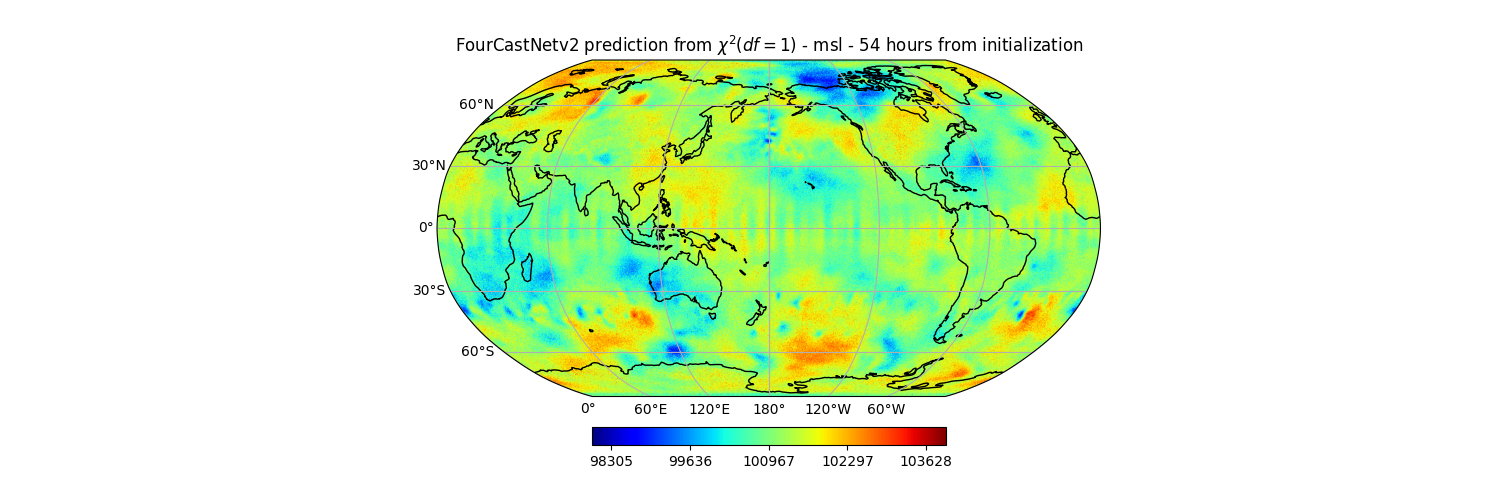 FourCastNetv2 prediction from χ²(df = 1) - msl - 54 hours from initialization
60°N
30°N
0°
30°S
60°S
0° 60°E 120°E 180° 120°W 60°W
98305 99636 100967 102297 103628